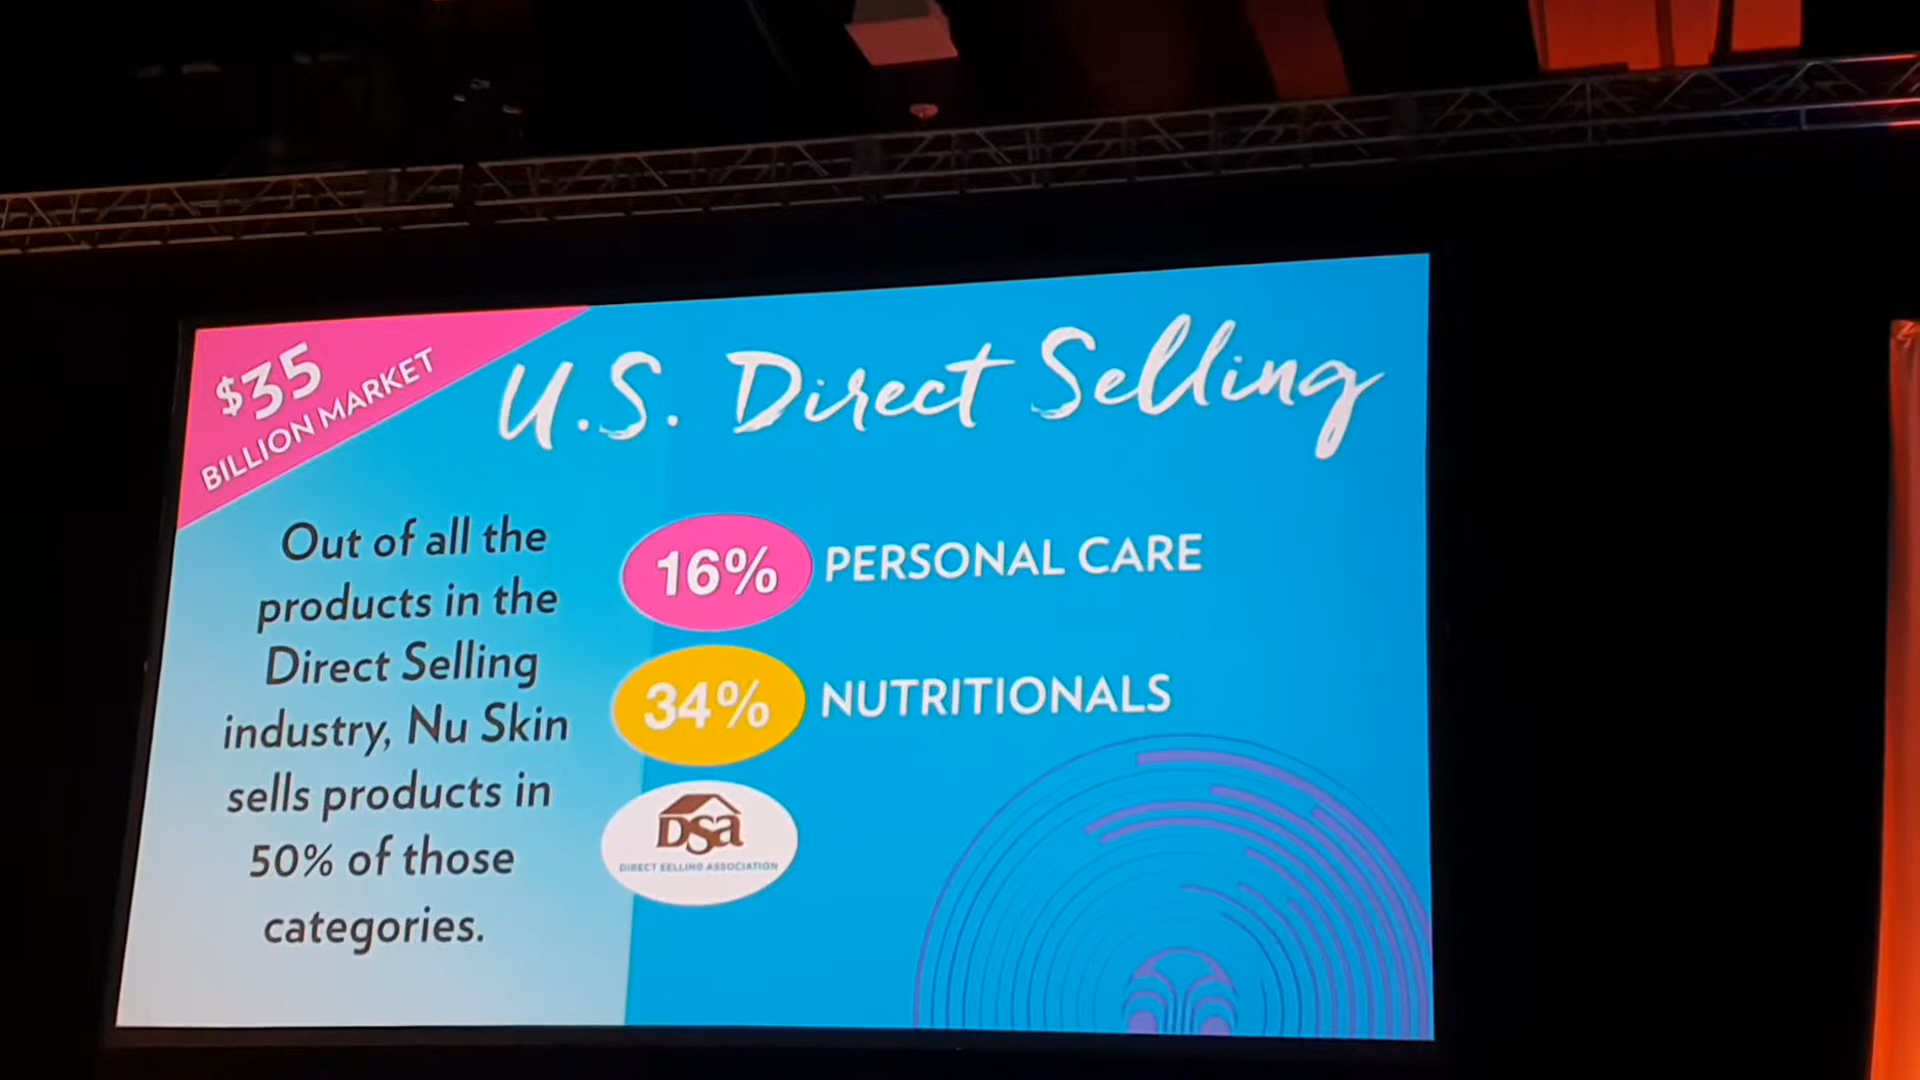 $35
BILLION MARKET
U.S. Direct Selling
Out of all the
products in the
Direct Selling
industry, Nu Skin
sells products in
50% of those
categories.
16% PERSONAL CARE
34% NUTRITIONALS
DSa
DIRECT SELLING ASSOCIATION